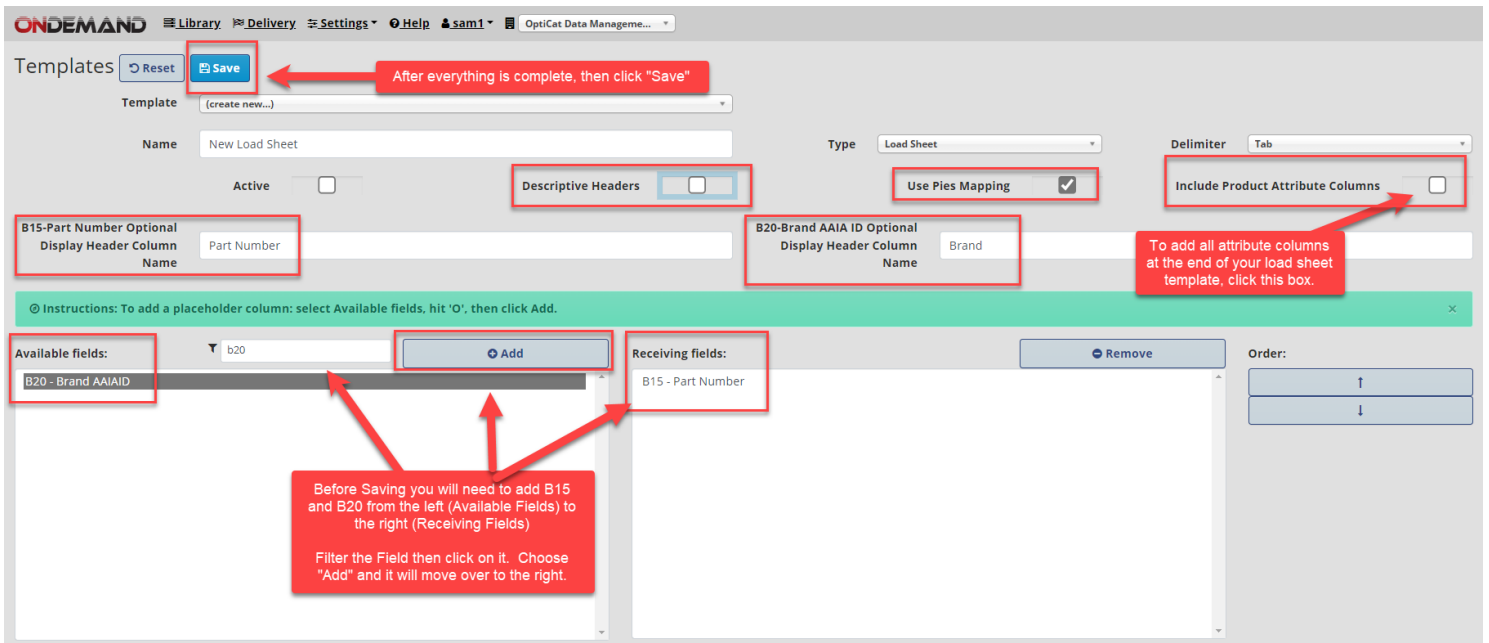 ONDEMAND Library Delivery Settings Help sam1 OptiCat Data Manageme...
Templates Reset Save
After everything is complete, then click "Save"
Template (create new...)
Name New Load Sheet Type Load Sheet Delimiter Tab
Active Descriptive Headers Use Pies Mapping Include Product Attribute Columns
B15-Part Number Optional
Display Header Column
Name
Part Number
B20-Brand AAIA ID Optional
Display Header Column
Name
Brand
To add all attribute columns
at the end of your load sheet
template, click this box.
Instructions: To add a placeholder column: select Available fields, hit 'O', then click Add.
×
Available fields: b20 Add Receiving fields: Remove Order:
B20 - Brand AAIAID
B15 - Part Number
↑
↓
Before Saving you will need to add B15
and B20 from the left (Available Fields) to
the right (Receiving Fields)
Filter the Field then click on it. Choose
"Add" and it will move over to the right.